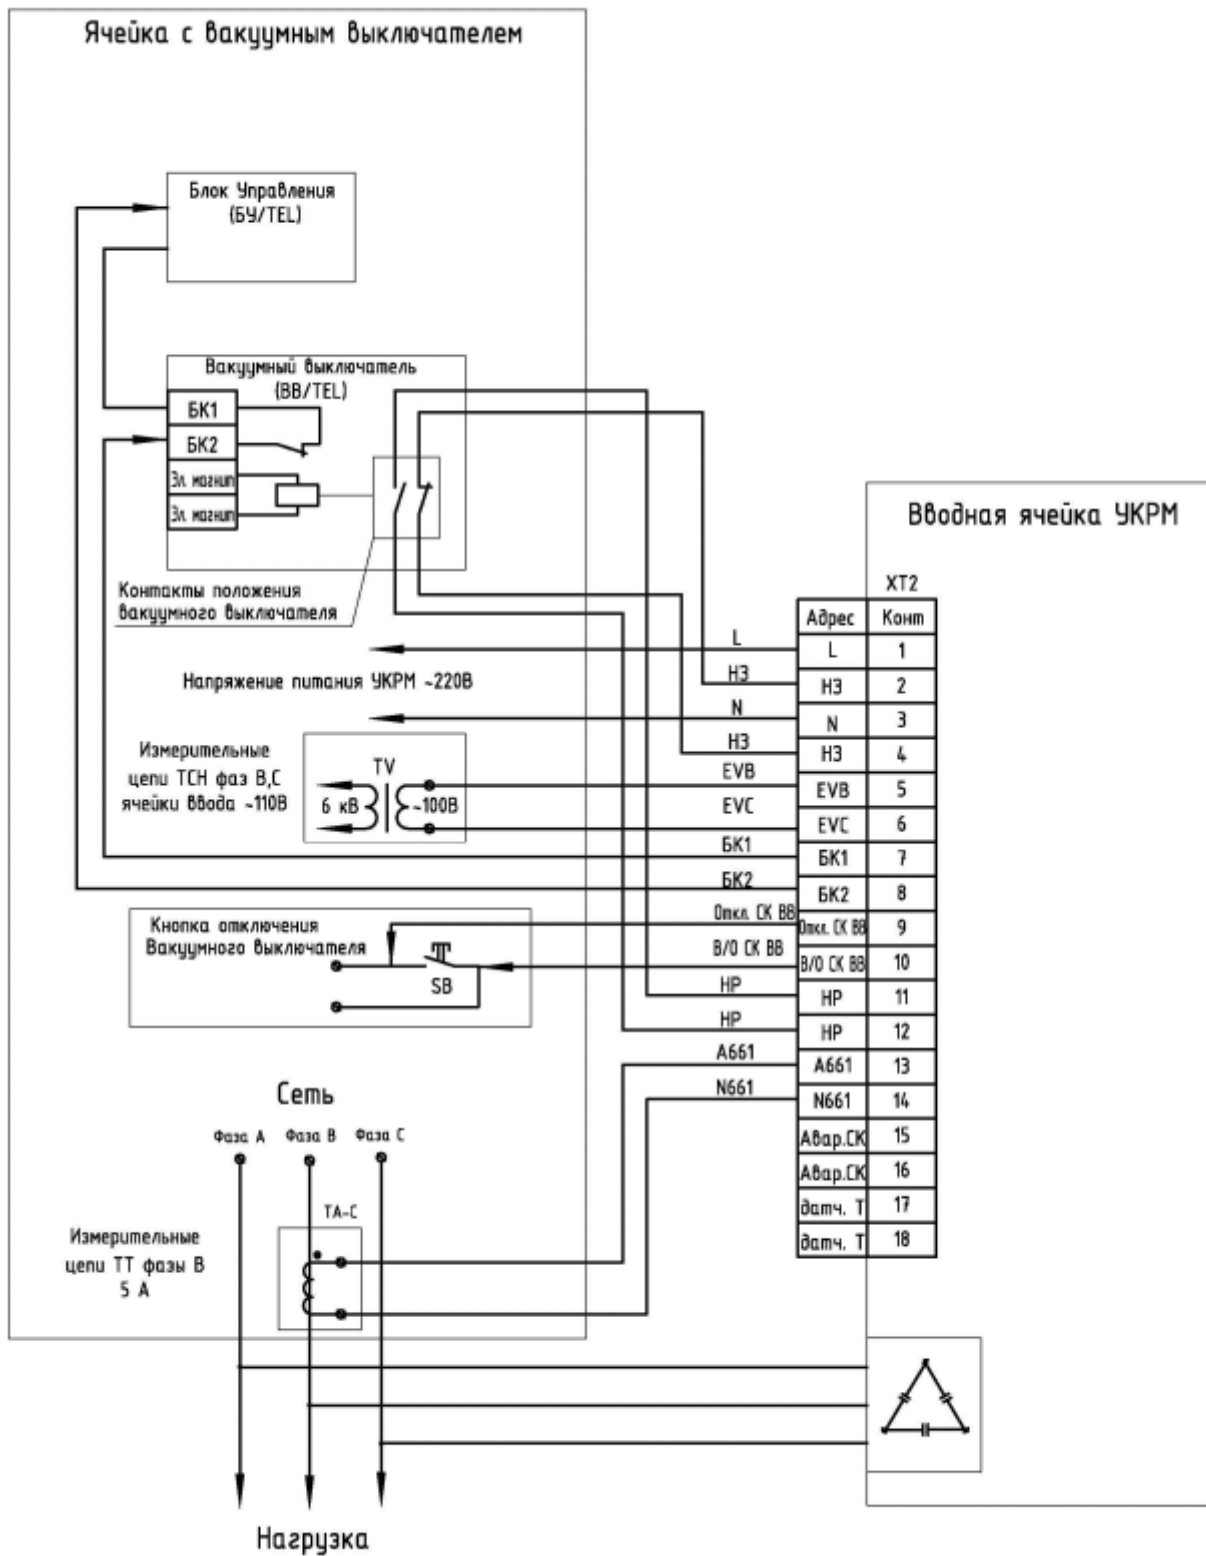 Ячейка с вакуумным выключателем
Блок Управления
(БУ/TEL)
Вакуумный выключатель
(ВВ/TEL)
БК1
БК2
Эл. магнит
Эл. магнит
Контакты положения
вакуумного выключателя
Напряжение питания УКРМ ~220В
Измерительные
цепи ТСН фаз В,С
ячейки ввода ~110В
TV
6 кВ
~100В
Кнопка отключения
Вакуумного выключателя
SB
Сеть
Фаза А
Фаза В
Фаза С
ТА-С
Измерительные
цепи ТТ фазы В
5 А
Нагрузка
L
НЗ
N
НЗ
EVB
EVC
БК1
БК2
Откл. СК ВВ
В/О СК ВВ
НР
НР
А661
N661
Вводная ячейка УКРМ
ХТ2
Адрес Конт
L 1
НЗ 2
N 3
НЗ 4
EVB 5
EVC 6
БК1 7
БК2 8
Откл. СК ВВ 9
В/О СК ВВ 10
НР 11
НР 12
А661 13
N661 14
Авар.СК 15
Авар.СК 16
датч. Т 17
датч. Т 18